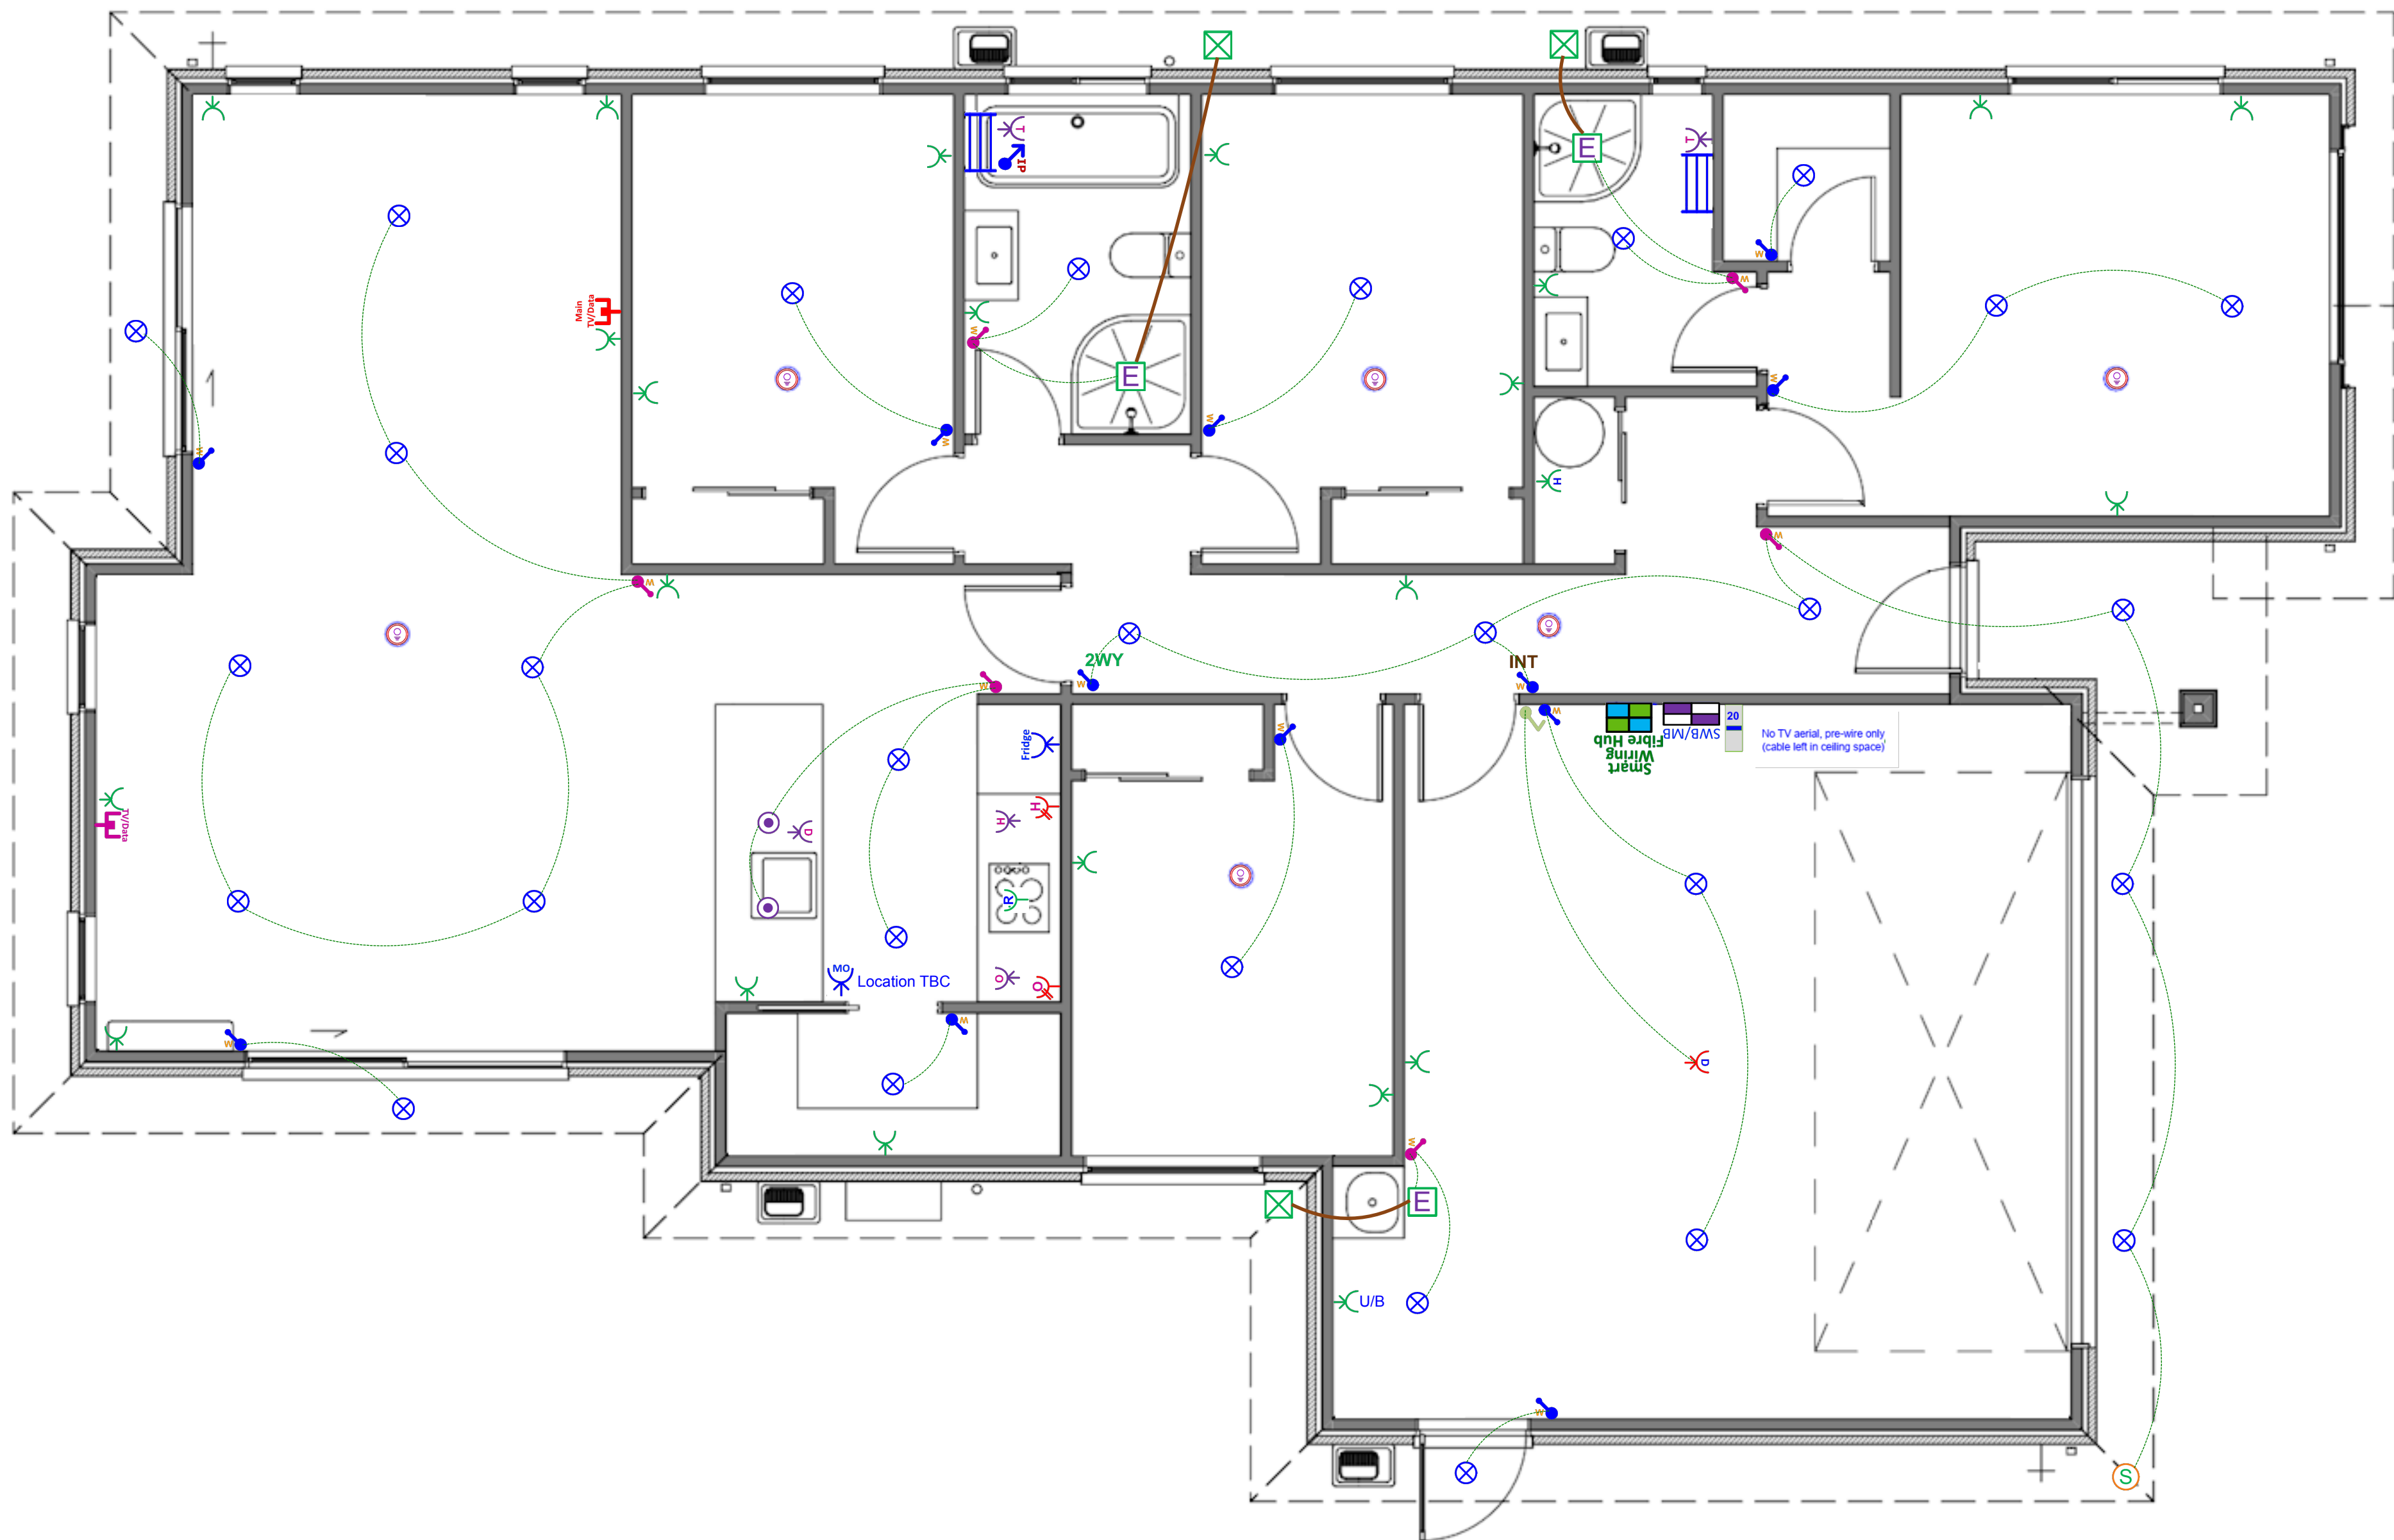 E
E
T
IP
T
W
W
Main
TV/Data
W
W
W
W
H
W
W
2WY
INT
W
W
W
W
W
Smart
Wiring
Fibre Hub
SWB/MB
20
No TV aerial, pre-wire only
(cable left in ceiling space)
Fridge
TV/Data
D
H
H
R
MO
Location TBC
O
O
W
W
D
W
E
U/B
W
S